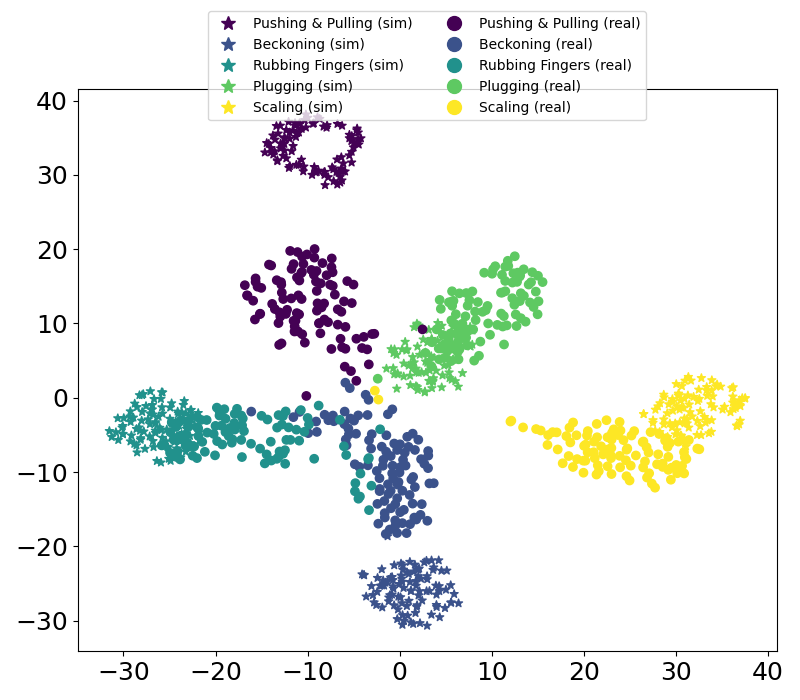 Pushing & Pulling (sim) Pushing & Pulling (real)
Beckoning (sim) Beckoning (real)
Rubbing Fingers (sim) Rubbing Fingers (real)
Plugging (sim) Plugging (real)
Scaling (sim) Scaling (real)
40
30
20
10
0
−10
−20
−30
−30 −20 −10 0 10 20 30 40